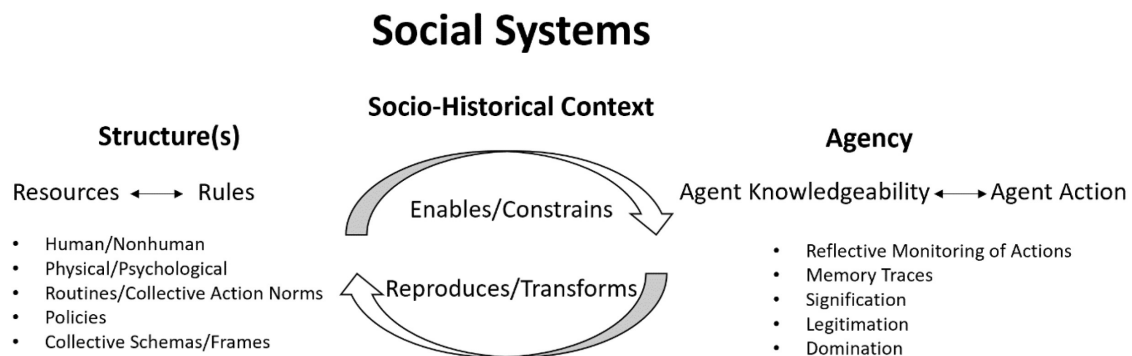 Social Systems
Socio-Historical Context
Structure(s)
Agency
Resources ↔ Rules
Agent Knowledgeability ↔ Agent Action
Enables/Constrains
Reproduces/Transforms
• Human/Nonhuman
• Physical/Psychological
• Routines/Collective Action Norms
• Policies
• Collective Schemas/Frames
• Reflective Monitoring of Actions
• Memory Traces
• Signification
• Legitimation
• Domination